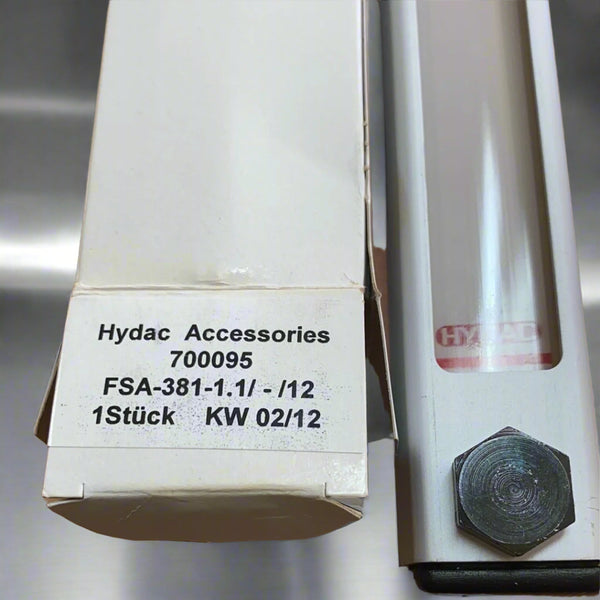 Hydac Accessories
700095
FSA-381-1.1/ - /12
1Stück KW 02/12
HYDAC